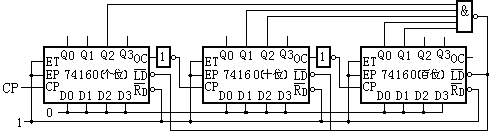 &
Q0 Q1 Q2 Q3
Q0 Q1 Q2 Q3
Q0 Q1 Q2 Q3
ET OC 1
ET OC 1
ET OC
EP 74160(个位) LD
EP 74160(十位) LD
EP 74160(百位) LD
CP CP RD
CP RD
CP RD
D0 D1 D2 D3
D0 D1 D2 D3
D0 D1 D2 D3
0
1